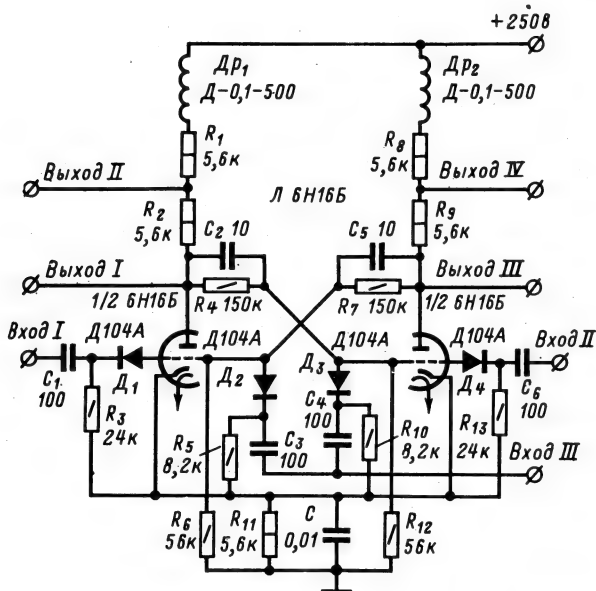 +250В
Др₁
Д-0,1-500
Др₂
Д-0,1-500
R₁
5,6к
R₈
5,6к
Выход II
Выход IV
Л 6Н16Б
R₂
5,6к
C₂ 10
C₅ 10
R₉
5,6к
Выход I
Выход III
1/2 6Н16Б
R₄ 150к
R₇ 150к
1/2 6Н16Б
Вход I
Д104А
Д104А
Д104А
Д104А
Вход II
C₁
100
Д₁
Д₂
Д₃
Д₄
C₆
100
R₃
24к
R₅
8,2к
C₃
100
C₄
100
R₁₀
8,2к
R₁₃
24к
Вход III
R₆
56к
R₁₁
5,6к
C
0,01
R₁₂
56к